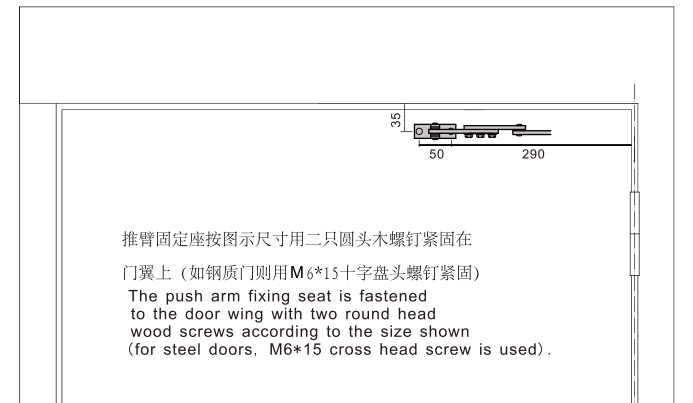 35
50
290
推臂固定座按图示尺寸用二只圆头木螺钉紧固在
门翼上（如钢质门则用M6*15十字盘头螺钉紧固）
The push arm fixing seat is fastened
to the door wing with two round head
wood screws according to the size shown
(for steel doors, M6*15 cross head screw is used).